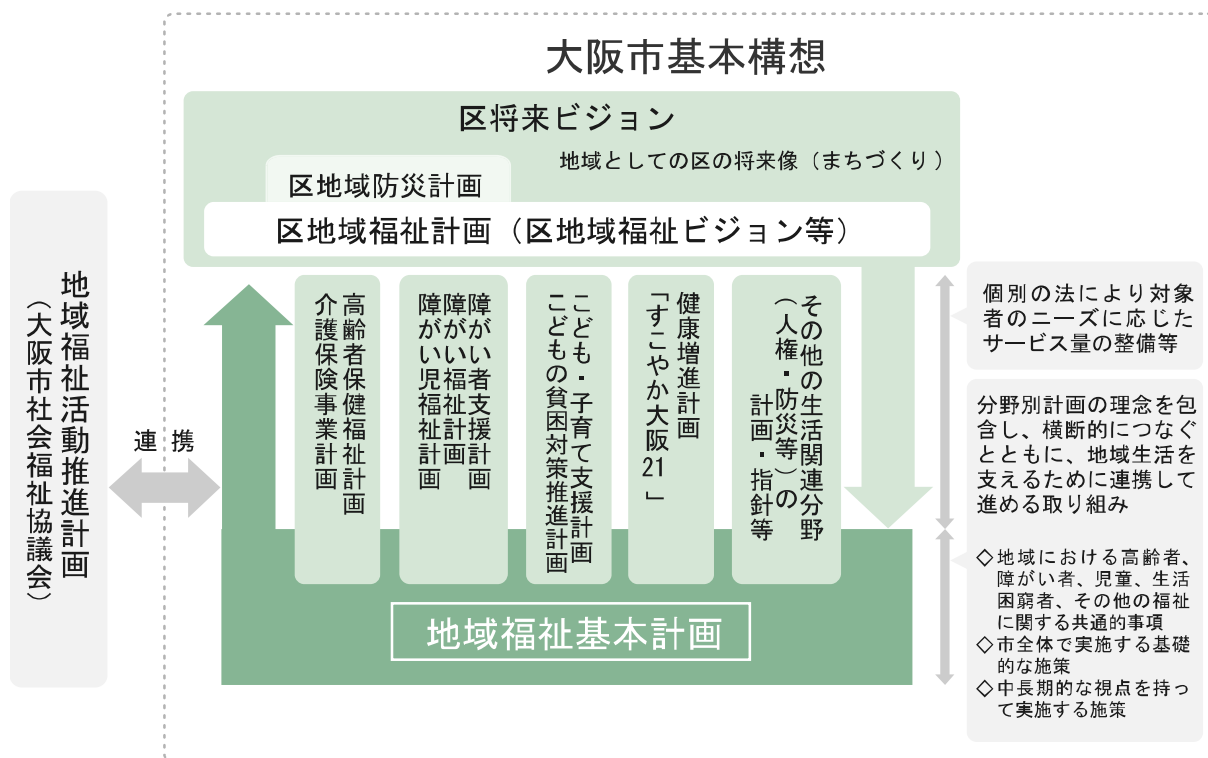 大阪市基本構想
区将来ビジョン
地域としての区の将来像（まちづくり）
区地域防災計画
区地域福祉計画（区地域福祉ビジョン等）
地域福祉活動推進計画
（大阪市社会福祉協議会）
連携
高齢者保健福祉計画
介護保険事業計画
障がい者支援計画
障がい福祉計画
障がい児福祉計画
こども・子育て支援計画
こどもの貧困対策推進計画
健康増進計画
「すこやか大阪21」
その他の生活関連分野
（人権・防災等）の
計画・指針等
地域福祉基本計画
個別の法により対象
者のニーズに応じた
サービス量の整備等
分野別計画の理念を包
含し、横断的につなぐ
とともに、地域生活を
支えるために連携して
進める取り組み
◇地域における高齢者、
障がい者、児童、生活
困窮者、その他の福祉
に関する共通的事項
◇市全体で実施する基礎
的な施策
◇中長期的な視点を持っ
て実施する施策